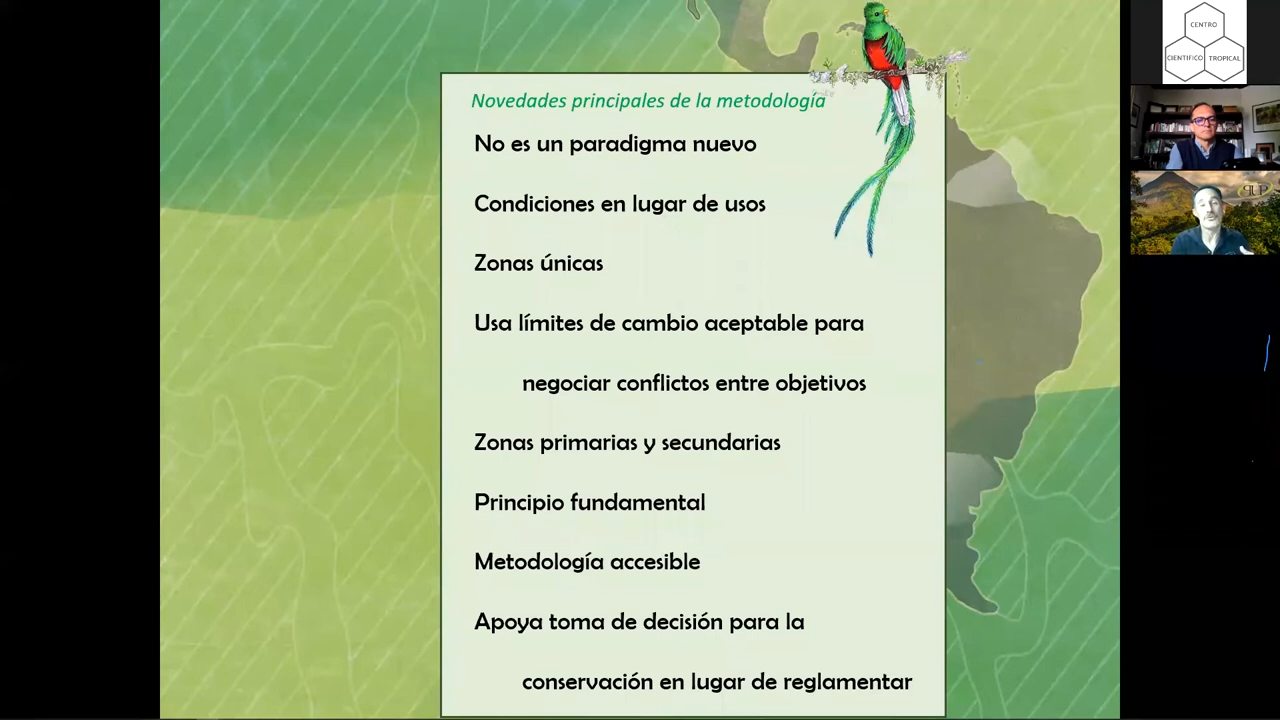 Novedades principales de la metodología
No es un paradigma nuevo
Condiciones en lugar de usos
Zonas únicas
Usa límites de cambio aceptable para
negociar conflictos entre objetivos
Zonas primarias y secundarias
Principio fundamental
Metodología accesible
Apoya toma de decisión para la
conservación en lugar de reglamentar
CENTRO
CIENTIFICO TROPICAL
PUP